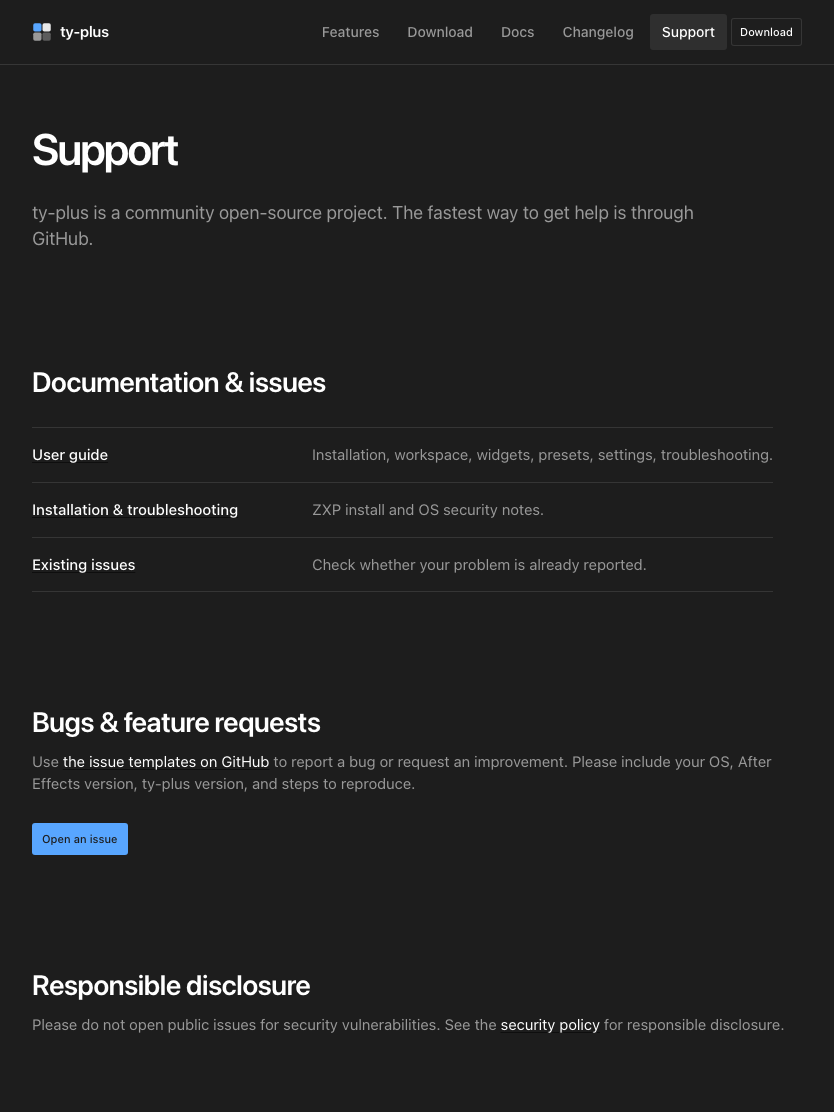 ty-plus
Features
Download
Docs
Changelog
Support
Download
Support
ty-plus is a community open-source project. The fastest way to get help is through
GitHub.
Documentation & issues
User guide
Installation, workspace, widgets, presets, settings, troubleshooting.
Installation & troubleshooting
ZXP install and OS security notes.
Existing issues
Check whether your problem is already reported.
Bugs & feature requests
Use the issue templates on GitHub to report a bug or request an improvement. Please include your OS, After
Effects version, ty-plus version, and steps to reproduce.
Open an issue
Responsible disclosure
Please do not open public issues for security vulnerabilities. See the security policy for responsible disclosure.